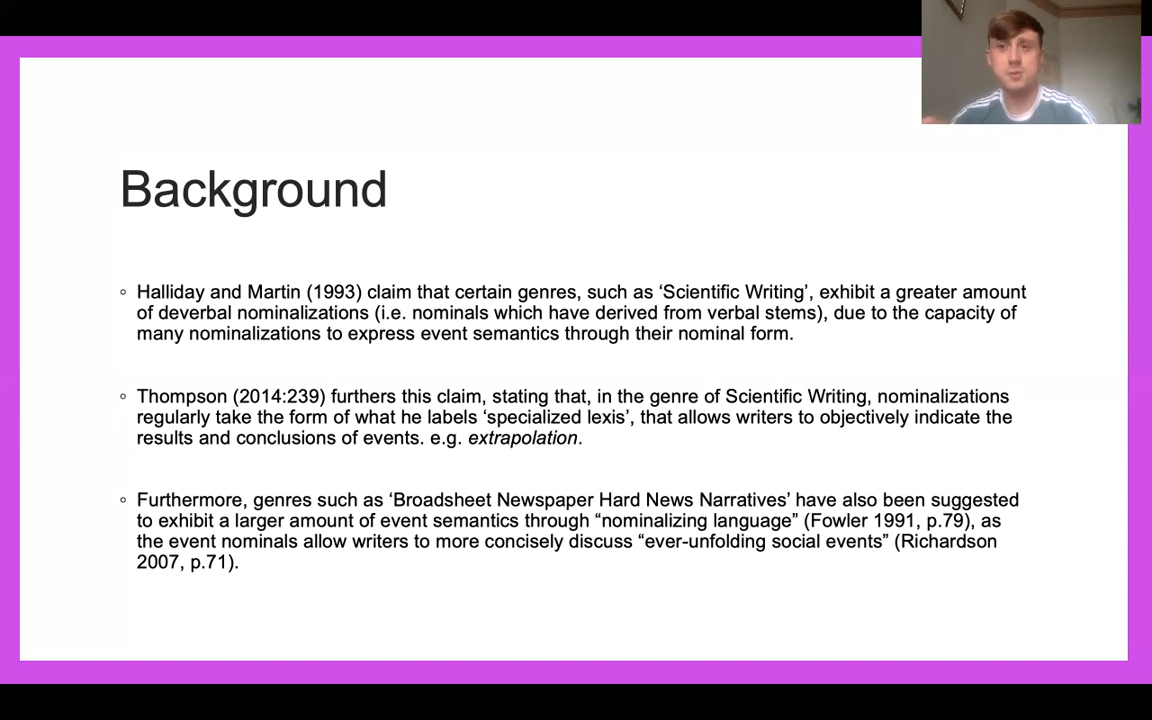 Background
◦ Halliday and Martin (1993) claim that certain genres, such as ‘Scientific Writing’, exhibit a greater amount
of deverbal nominalizations (i.e. nominals which have derived from verbal stems), due to the capacity of
many nominalizations to express event semantics through their nominal form.
◦ Thompson (2014:239) furthers this claim, stating that, in the genre of Scientific Writing, nominalizations
regularly take the form of what he labels ‘specialized lexis’, that allows writers to objectively indicate the
results and conclusions of events. e.g. extrapolation.
◦ Furthermore, genres such as ‘Broadsheet Newspaper Hard News Narratives’ have also been suggested
to exhibit a larger amount of event semantics through “nominalizing language” (Fowler 1991, p.79), as
the event nominals allow writers to more concisely discuss “ever-unfolding social events” (Richardson
2007, p.71).